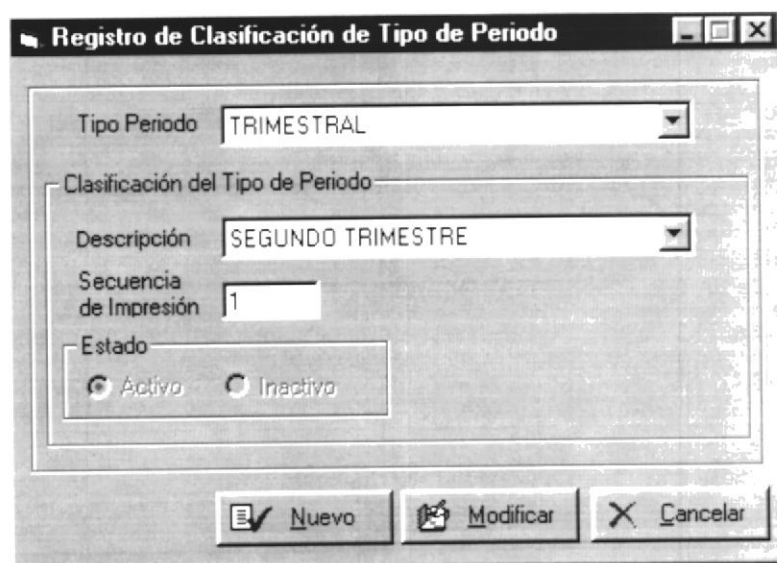 Registro de Clasificación de Tipo de Periodo
Tipo Periodo TRIMESTRAL
Clasificación del Tipo de Periodo
Descripción SEGUNDO TRIMESTRE
Secuencia
de Impresión 1
Estado
Activo Inactivo
Nuevo Modificar Cancelar